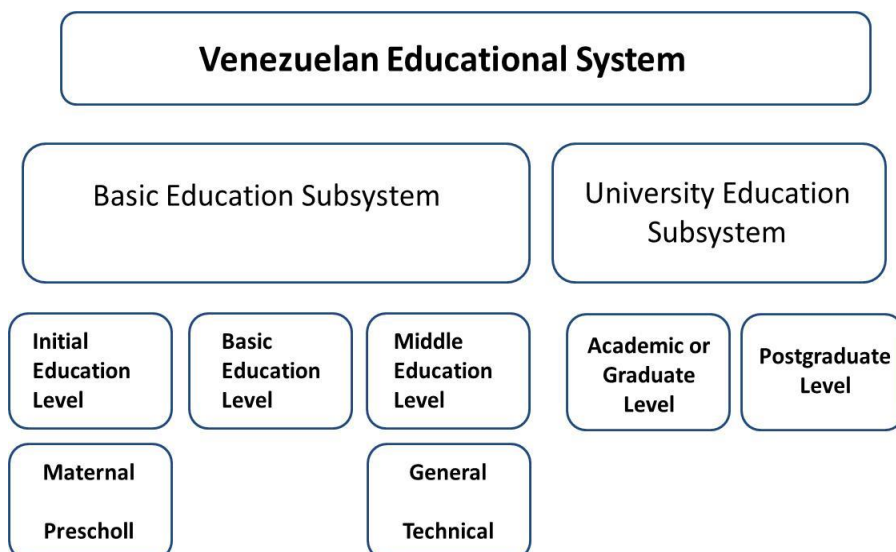 Venezuelan Educational System
Basic Education Subsystem
University Education
Subsystem
Initial
Education
Level
Basic
Education
Level
Middle
Education
Level
Academic or
Graduate
Level
Postgraduate
Level
Maternal
Prescholl
General
Technical